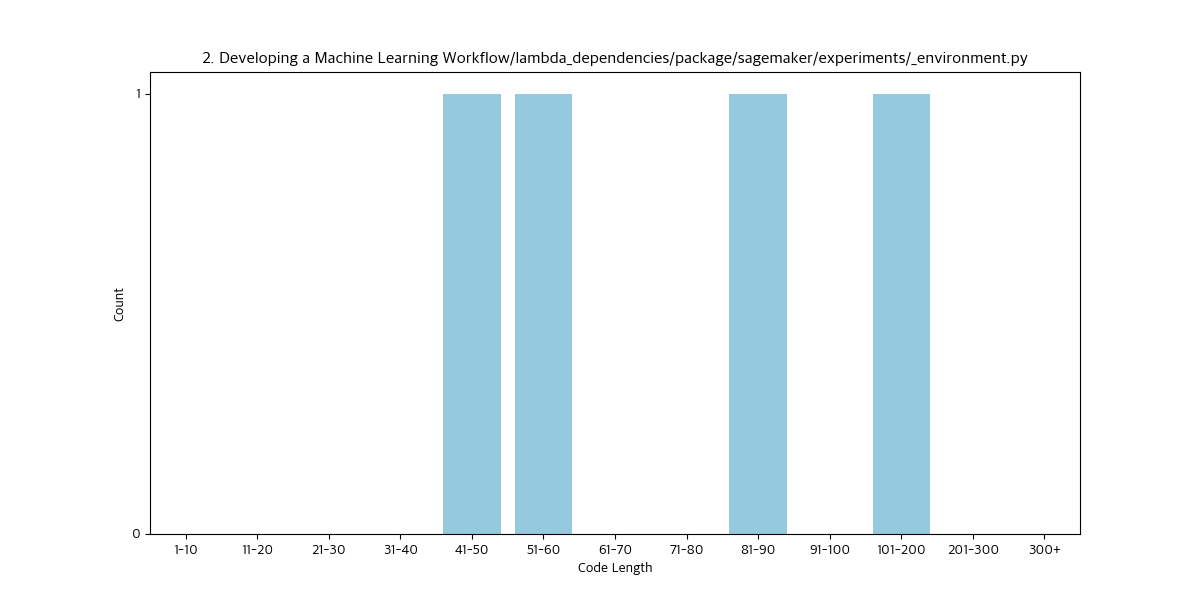 2. Developing a Machine Learning Workflow/lambda_dependencies/package/sagemaker/experiments/_environment.py
1
Count
0
1-10 11-20 21-30 31-40 41-50 51-60 61-70 71-80 81-90 91-100 101-200 201-300 300+
Code Length